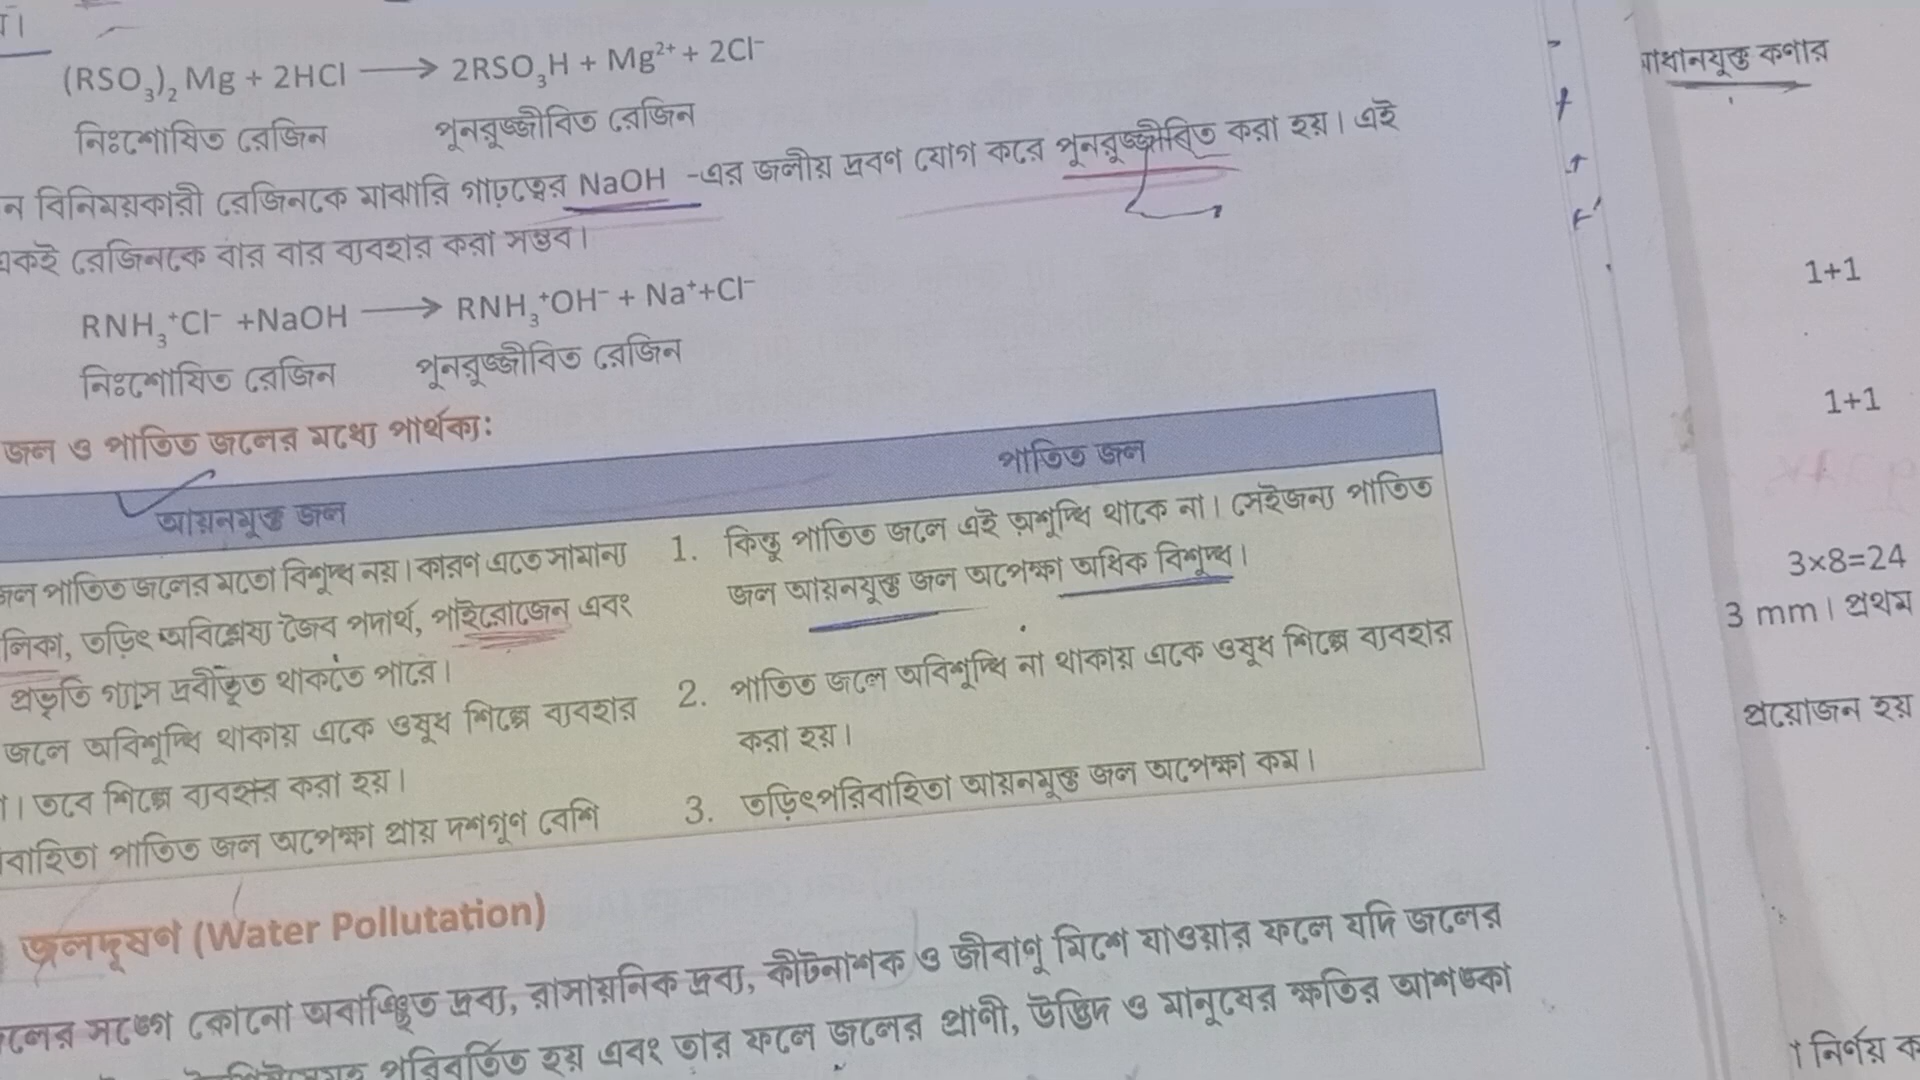 (RSO₃)₂ Mg + 2HCl ⟶ 2RSO₃H + Mg²⁺ + 2Cl⁻
নিঃশোষিত রেজিন পুনরুজ্জীবিত রেজিন
ন বিনিময়কারী রেজিনকে মাঝারি গাঢ়ত্বের NaOH -এর জলীয় দ্রবণ যোগ করে পুনরুজ্জীবিত করা হয়। এই
একই রেজিনকে বার বার ব্যবহার করা সম্ভব।
RNH₃⁺Cl⁻ +NaOH ⟶ RNH₃⁺OH⁻ + Na⁺+Cl⁻
নিঃশোষিত রেজিন পুনরুজ্জীবিত রেজিন
জল ও পাতিত জলের মধ্যে পার্থক্য:
আয়নমুক্ত জল
জল পাতিত জলের মতো বিশুদ্ধ নয়। কারণ এতে সামান্য
লিকা, তড়িৎ অবিশ্লেষ্য জৈব পদার্থ, পাইরোজেন এবং
প্রভৃতি গ্যাস দ্রবীভূত থাকতে পারে।
জলে অবিশুদ্ধি থাকায় একে ওষুধ শিল্পে ব্যবহার
া। তবে শিল্পে ব্যবহার করা হয়।
বাহিতা পাতিত জল অপেক্ষা প্রায় দশগুণ বেশি
পাতিত জল
1. কিন্তু পাতিত জলে এই অশুদ্ধি থাকে না। সেইজন্য পাতিত
জল আয়নযুক্ত জল অপেক্ষা অধিক বিশুদ্ধ।
2. পাতিত জলে অবিশুদ্ধি না থাকায় একে ওষুধ শিল্পে ব্যবহার
করা হয়।
3. তড়িৎপরিবাহিতা আয়নমুক্ত জল অপেক্ষা কম।
জলদূষণ (Water Pollutation)
লের সঙ্গে কোনো অবাঞ্ছিত দ্রব্য, রাসায়নিক দ্রব্য, কীটনাশক ও জীবাণু মিশে যাওয়ার ফলে যদি জলের
পরিবর্তিত হয় এবং তার ফলে জলের প্রাণী, উদ্ভিদ ও মানুষের ক্ষতির আশঙ্কা
াধানযুক্ত কণার
1+1
1+1
3×8=24
3 mm। প্রথম
প্রয়োজন হয়
া নির্ণয় ক